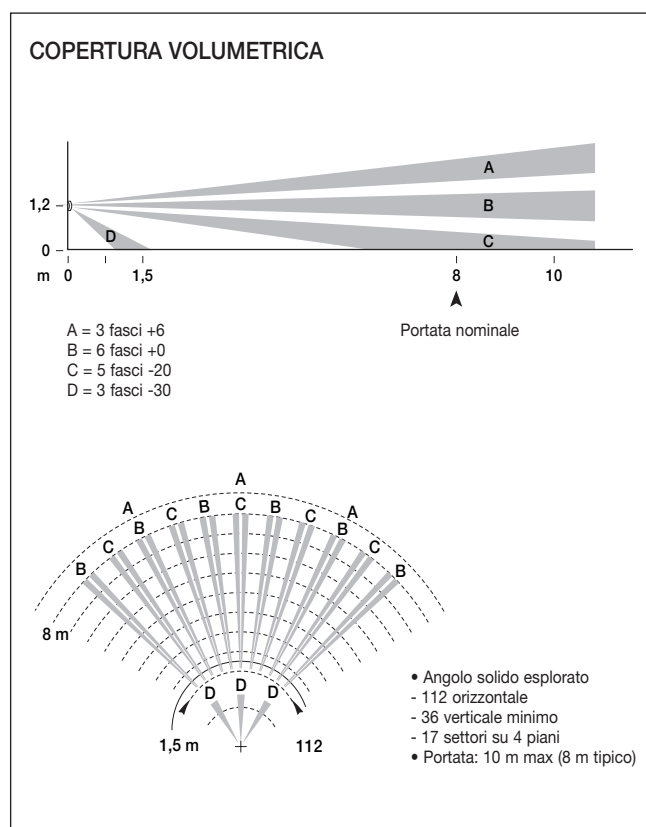 COPERTURA VOLUMETRICA
A
1,2
B
D
C
0
m 0 1,5 8 10
A = 3 fasci +6
B = 6 fasci +0
C = 5 fasci -20
D = 3 fasci -30
Portata nominale
A
A C A
B C B B C B
C C
B B
8 m
D D D
1,5 m 112
• Angolo solido esplorato
- 112 orizzontale
- 36 verticale minimo
- 17 settori su 4 piani
• Portata: 10 m max (8 m tipico)